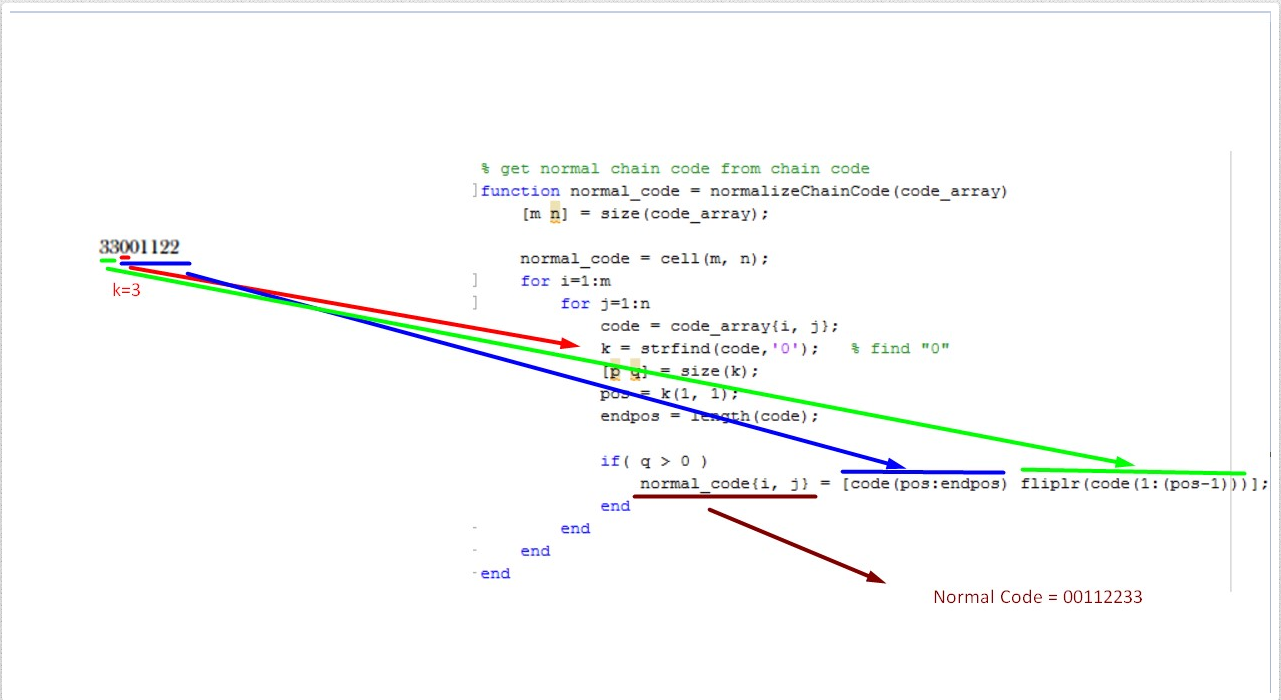 33001122
k=3
% get normal chain code from chain code
function normal_code = normalizeChainCode(code_array)
[m n] = size(code_array);
normal_code = cell(m, n);
for i=1:m
for j=1:n
code = code_array{i, j};
k = strfind(code,'0'); % find "0"
[p q] = size(k);
pos = k(1, 1);
endpos = length(code);
if( q > 0 )
normal_code{i, j} = [code(pos:endpos) fliplr(code(1:(pos-1)))];
end
end
end
end
Normal Code = 00112233